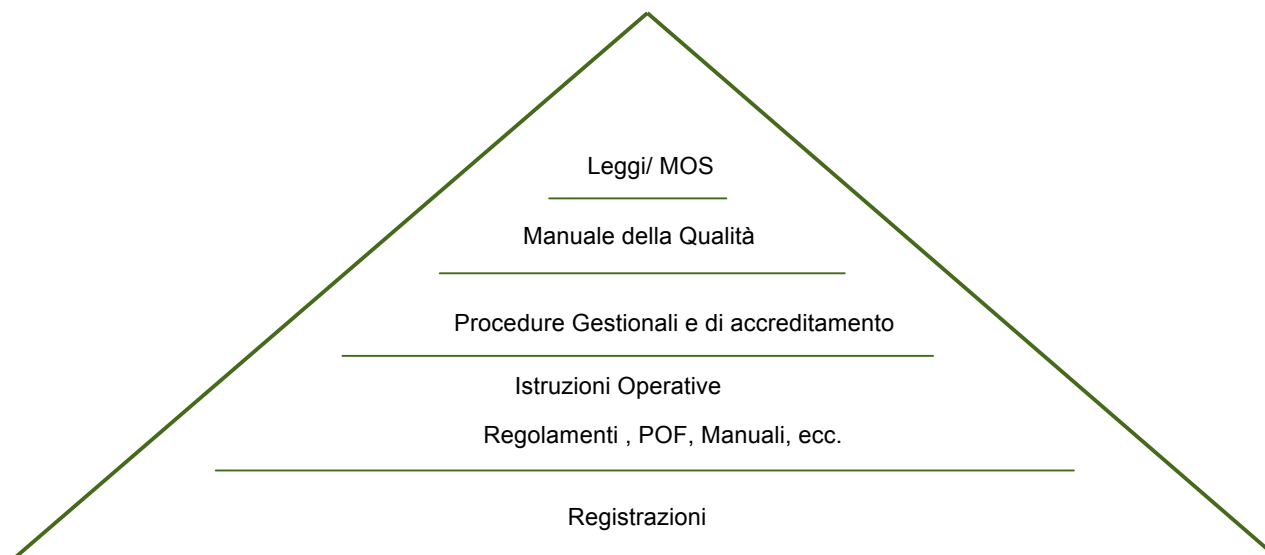 Leggi/ MOS
Manuale della Qualità
Procedure Gestionali e di accreditamento
Istruzioni Operative
Regolamenti , POF, Manuali, ecc.
Registrazioni